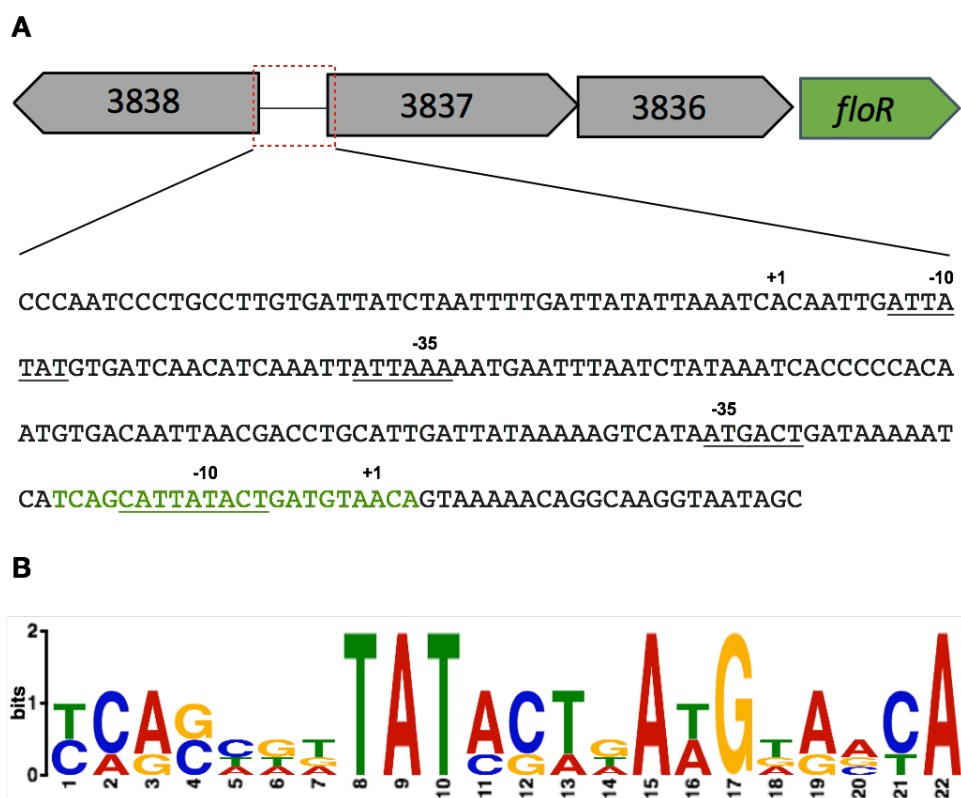 A
3838 3837 3836 floR
+1 -10
CCCAATCCCTGCCTTGTGATTATCTAATTTTGATTATATTAAATCACAATTGATTA
-35
TATGTGATCAACATCAAATTATTAAAAATGAATTTAATCTATAAATCACCCCCACA
-35
ATGTGACAATTAACGACCTGCATTGATTATAAAAAGTCATAATGACTGATAAAAAT
-10 +1
CATCAGCATTATACTGATGTAACAGTAAAAACAGGCAAGGTAATAGC
B
2
bits
1
0
TCAGCGTTATACTGATGTAACA
1 2 3 4 5 6 7 8 9 10 11 12 13 14 15 16 17 18 19 20 21 22